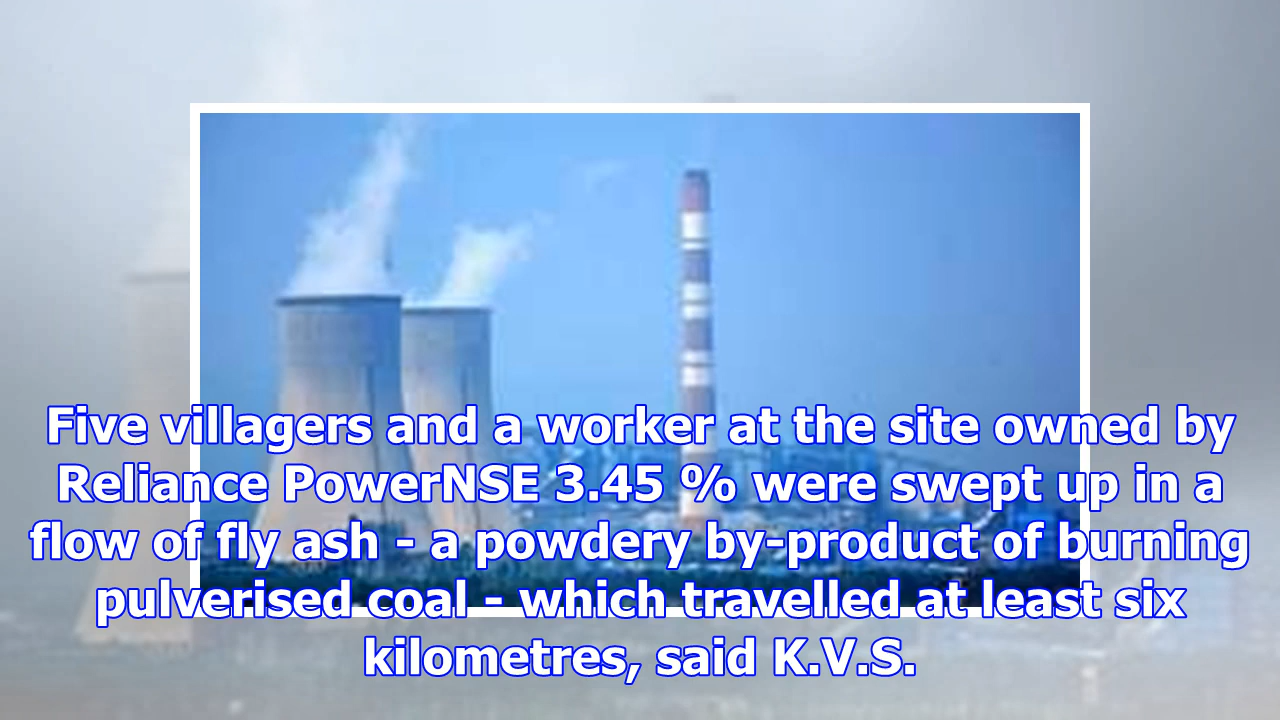 Five villagers and a worker at the site owned by
Reliance PowerNSE 3.45 % were swept up in a
flow of fly ash - a powdery by-product of burning
pulverised coal - which travelled at least six
kilometres, said K.V.S.